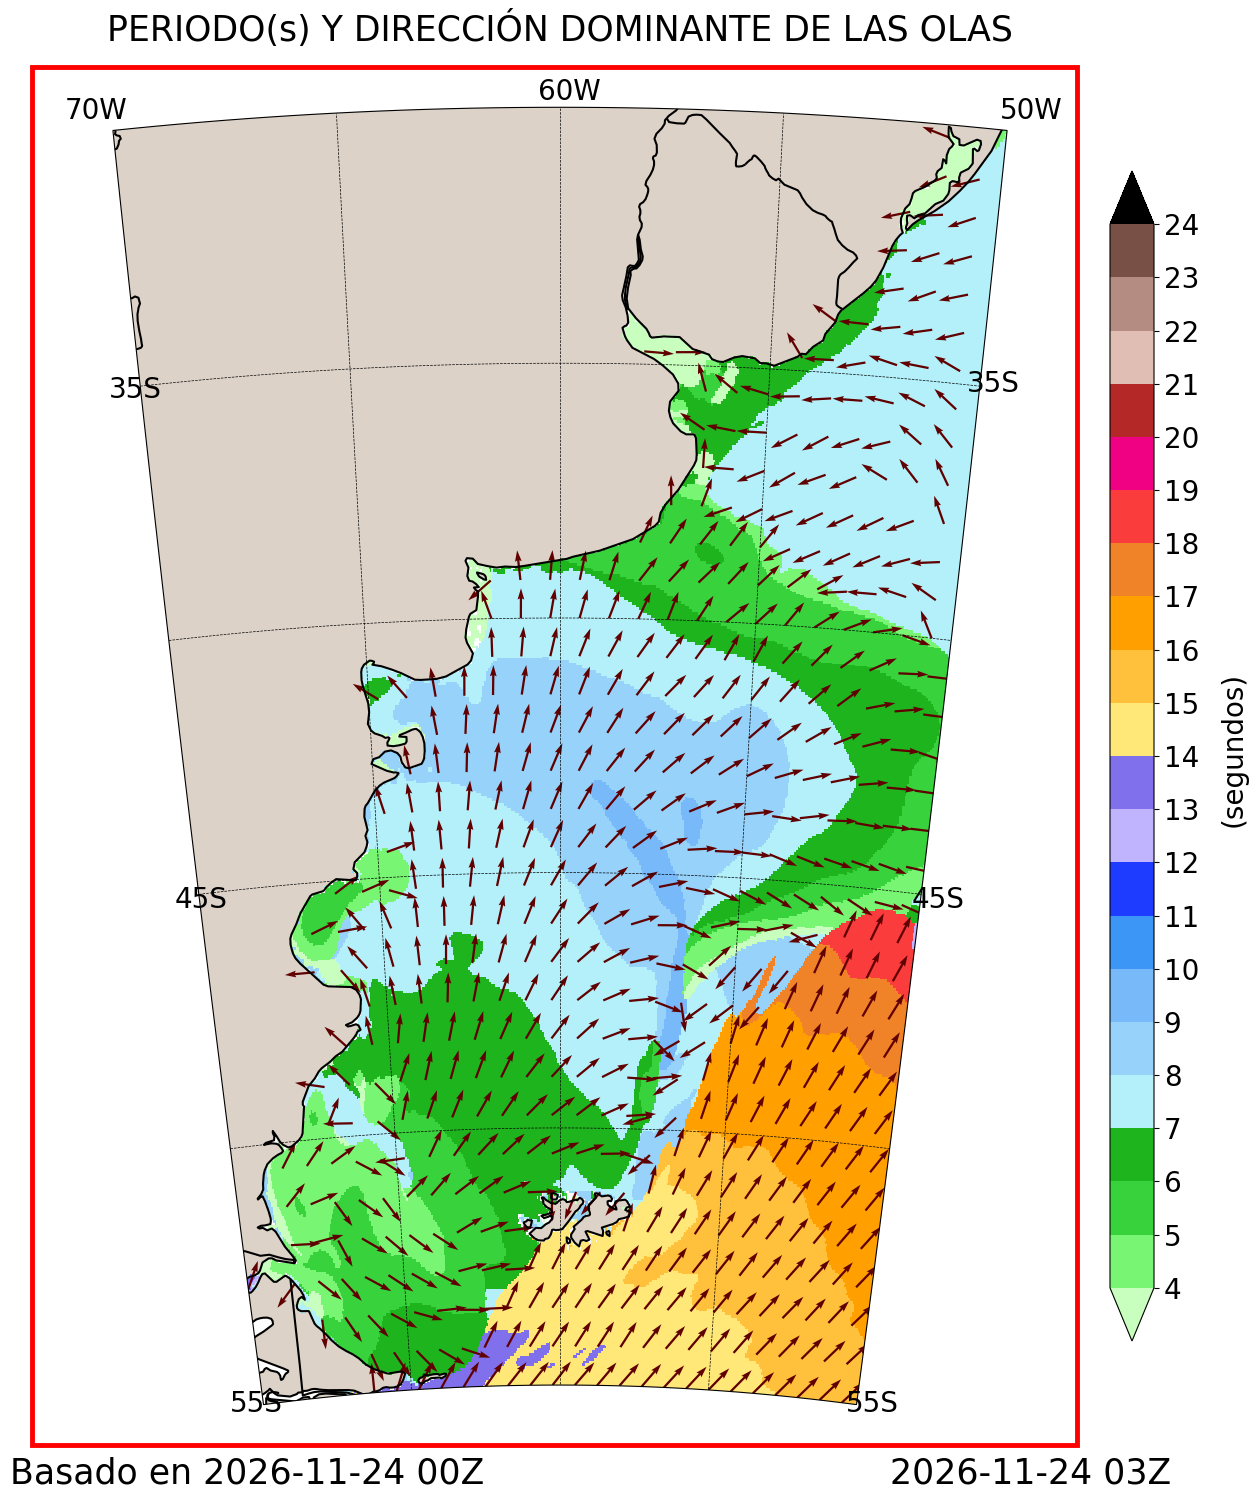 PERIODO(s) Y DIRECCIÓN DOMINANTE DE LAS OLAS
70W
60W
50W
35S
35S
45S
45S
55S
55S
24
23
22
21
20
19
18
17
16
15
14
13
12
11
10
9
8
7
6
5
4
(segundos)
Basado en 2026-11-24 00Z
2026-11-24 03Z